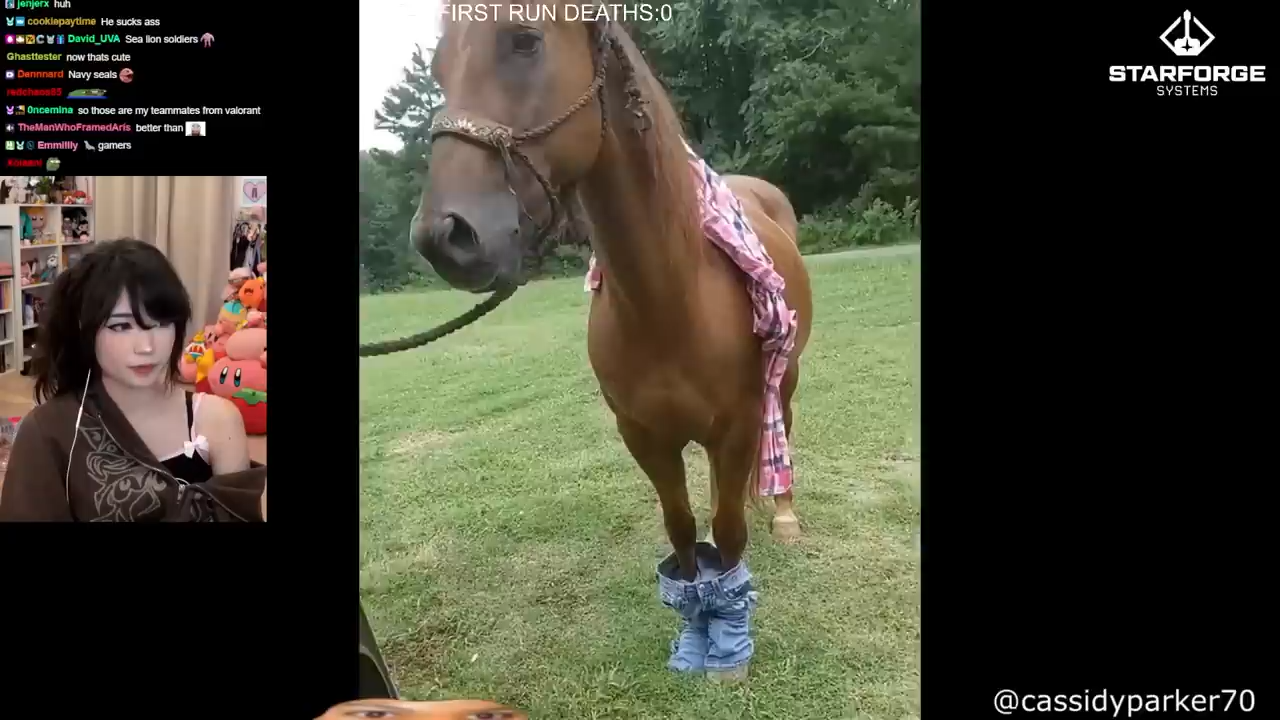 jenjerx huh
cookiepaytime He sucks ass
David_UVA Sea lion soldiers
Ghasttester now thats cute
Dennnard Navy seals
redchaos95
0ncemina so those are my teammates from valorant
TheManWhoFramedAris better than
Emmillly gamers
FIRST RUN DEATHS:0
STARFORGE
SYSTEMS
@cassidyparker70